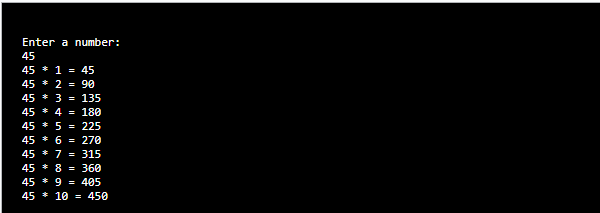 Enter a number:
45
45 * 1 = 45
45 * 2 = 90
45 * 3 = 135
45 * 4 = 180
45 * 5 = 225
45 * 6 = 270
45 * 7 = 315
45 * 8 = 360
45 * 9 = 405
45 * 10 = 450